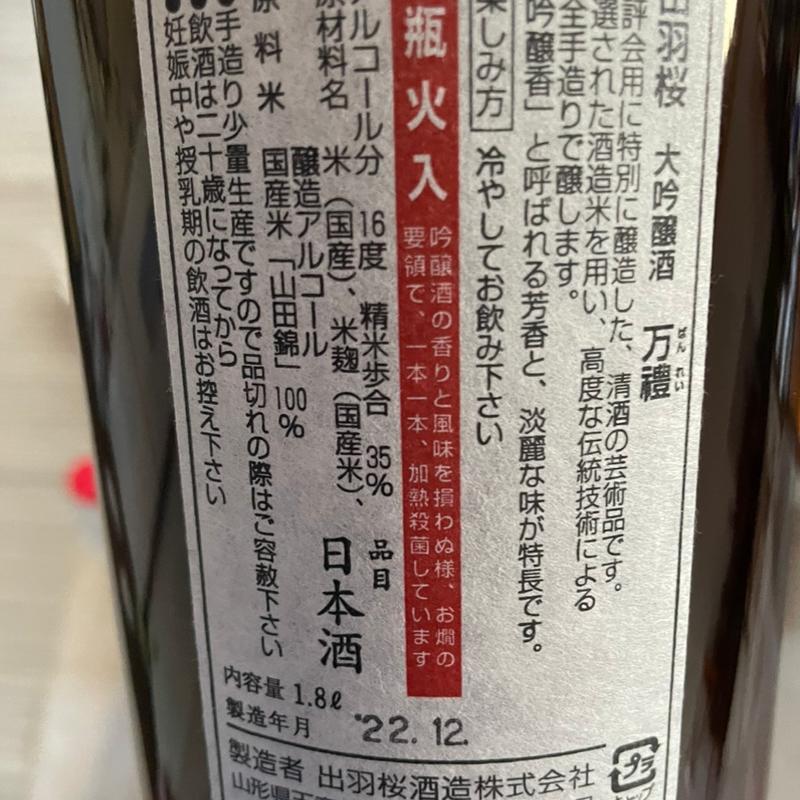 出羽桜 大吟醸酒 万禮
ばん れい
評会用に特別に醸造した、清酒の芸術品です。
選された酒造米を用い、高度な伝統技術による
全手造りで醸します。
吟醸香」と呼ばれる芳香と、淡麗な味が特長です。
楽しみ方 冷やしてお飲み下さい
瓶火入
吟醸酒の香りと風味を損わぬ様、お燗の
要領で、一本一本、加熱殺菌しています
アルコール分 16度 精米歩合 35%
原材料名 米(国産)、米麹(国産米)、
醸造アルコール
原料米 国産米「山田錦」100%
手造り少量生産ですので品切れの際はご容赦下さい
飲酒は二十歳になってから
妊娠中や授乳期の飲酒はお控え下さい
品目
日本酒
内容量 1.8ℓ
製造年月 '22.12.
製造者 出羽桜酒造株式会社
山形県天
プラ